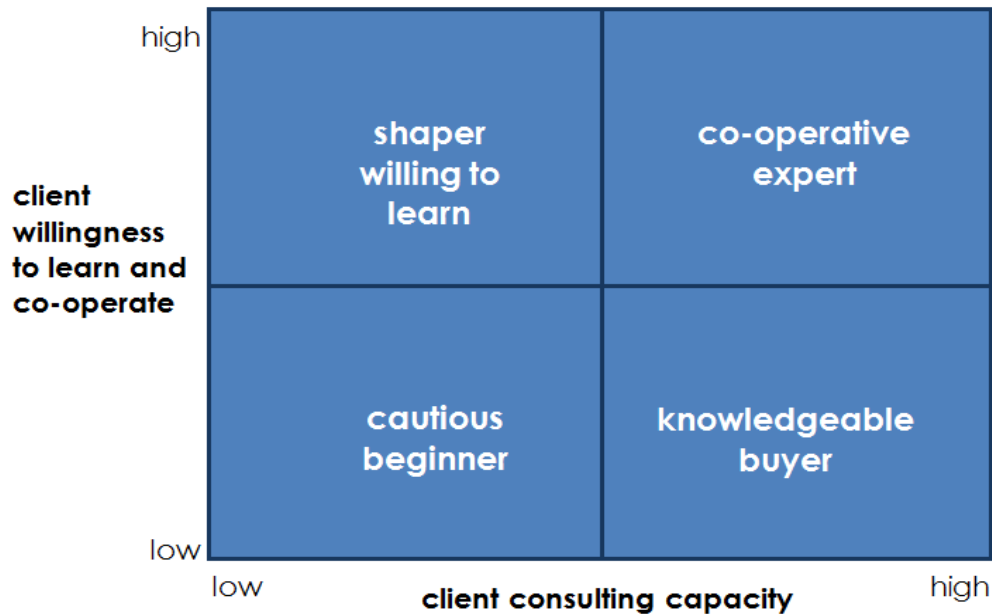 high
shaper
willing to
learn
co-operative
expert
client
willingness
to learn and
co-operate
cautious
beginner
knowledgeable
buyer
low
low
client consulting capacity
high